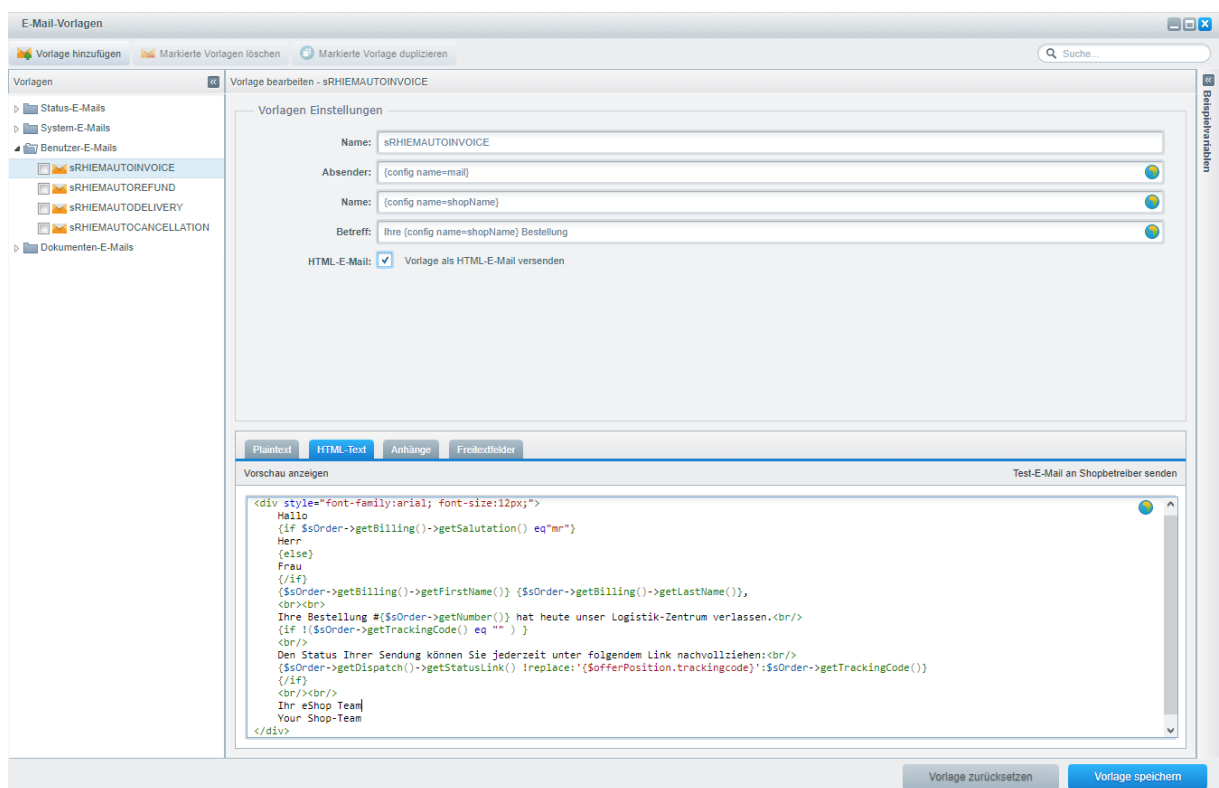 E-Mail-Vorlagen
Vorlage hinzufügen Markierte Vorlagen löschen Markierte Vorlage duplizieren Suche...
Vorlagen
Status-E-Mails
System-E-Mails
Benutzer-E-Mails
sRHIEMAUTOINVOICE
sRHIEMAUTOREFUND
sRHIEMAUTODELIVERY
sRHIEMAUTOCANCELLATION
Dokumenten-E-Mails
Vorlage bearbeiten - sRHIEMAUTOINVOICE
Vorlagen Einstellungen
Name: sRHIEMAUTOINVOICE
Absender: {config name=mail}
Name: {config name=shopName}
Betreff: Ihre {config name=shopName} Bestellung
HTML-E-Mail: Vorlage als HTML-E-Mail versenden
Plaintext HTML-Text Anhänge Freitextfelder
Vorschau anzeigen Test-E-Mail an Shopbetreiber senden
<div style="font-family:arial; font-size:12px;">
Hallo
{if $sOrder->getBilling()->getSalutation() eq"mr"}
Herr
{else}
Frau
{/if}
{$sOrder->getBilling()->getFirstName()} {$sOrder->getBilling()->getLastName()},
<br><br>
Ihre Bestellung #{$sOrder->getNumber()} hat heute unser Logistik-Zentrum verlassen.<br/>
{if !($sOrder->getTrackingCode() eq "" ) }
<br/>
Den Status Ihrer Sendung können Sie jederzeit unter folgendem Link nachvollziehen:<br/>
{$sOrder->getDispatch()->getStatusLink() !replace:'{$offerPosition.trackingcode}':$sOrder->getTrackingCode()}
{/if}
<br/><br/>
Ihr eShop Team
Your Shop-Team
</div>
Beispielvariablen
Vorlage zurücksetzen Vorlage speichern